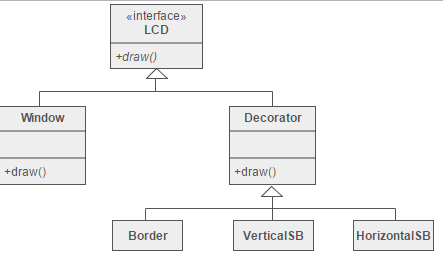 «interface»
LCD
+draw()
Window
+draw()
Decorator
+draw()
Border
VerticalSB
HorizontalSB